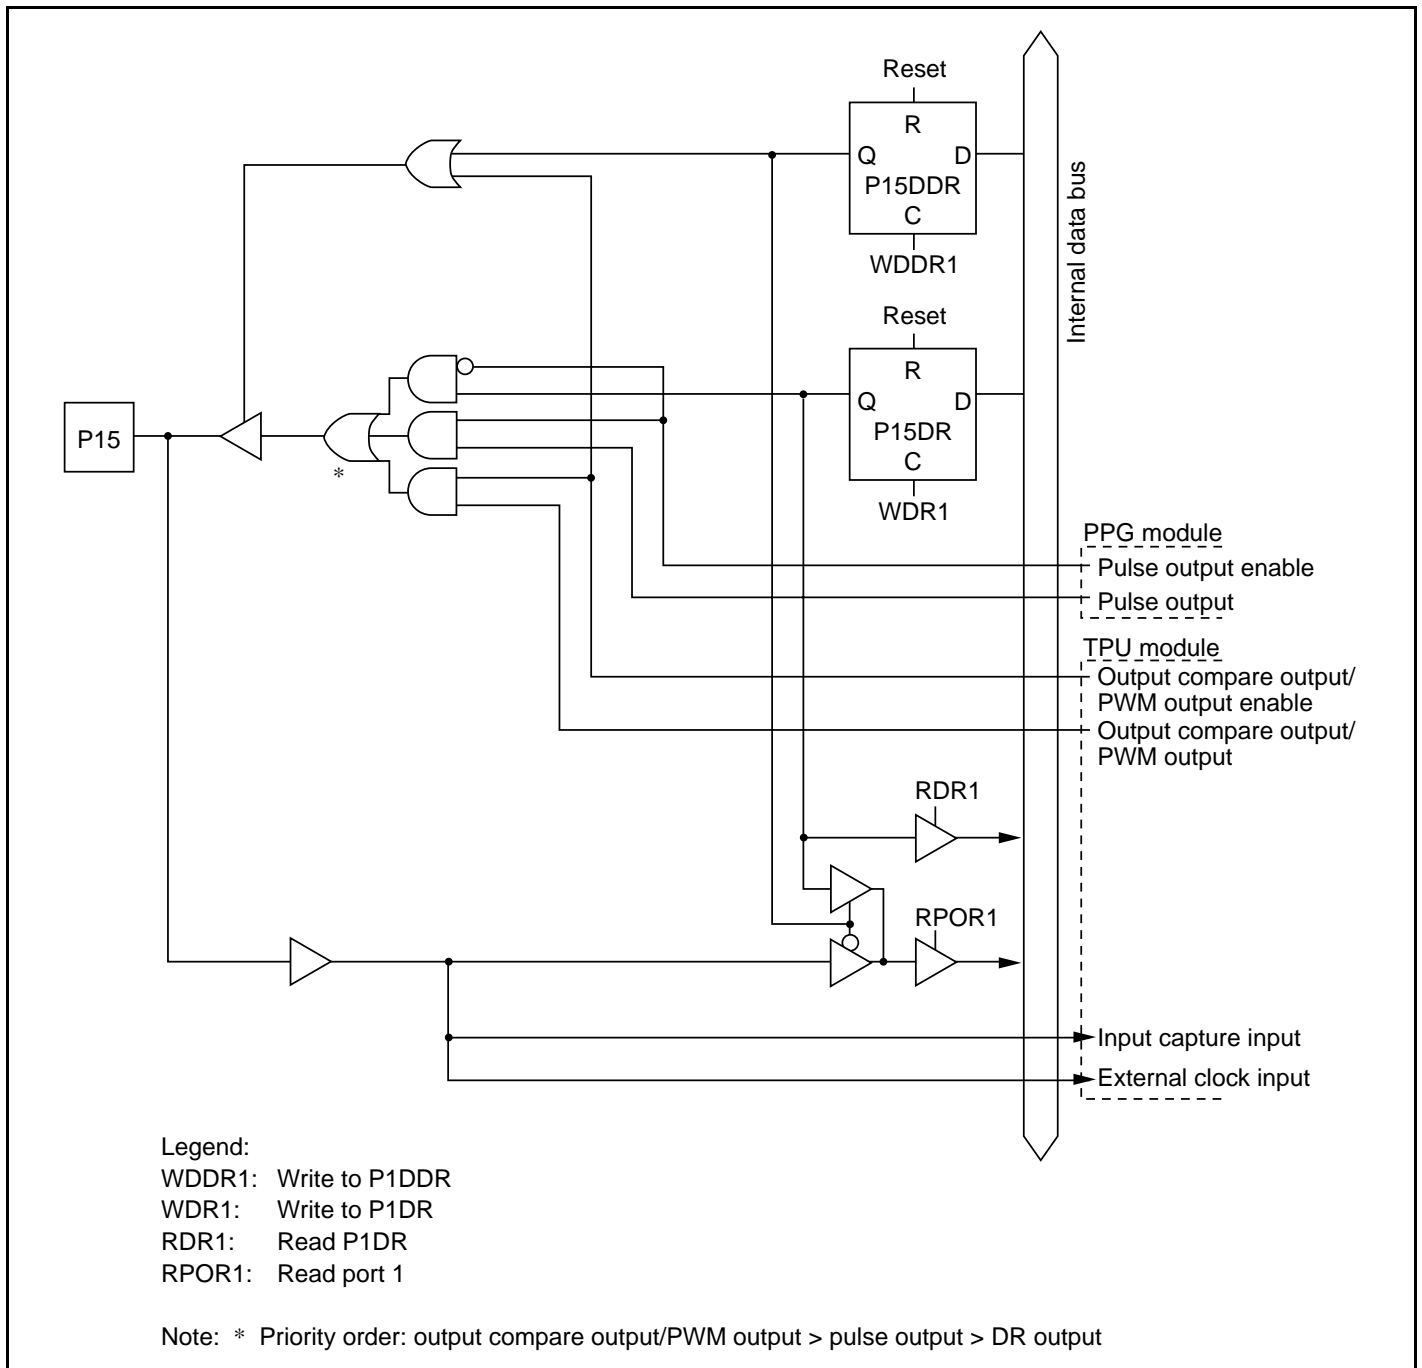 Reset
R
Q D
P15DDR
C
WDDR1
Internal data bus
Reset
R
Q D
P15DR
C
WDR1
P15
*
PPG module
Pulse output enable
Pulse output
TPU module
Output compare output/
PWM output enable
Output compare output/
PWM output
RDR1
RPOR1
Input capture input
External clock input
Legend:
WDDR1: Write to P1DDR
WDR1: Write to P1DR
RDR1: Read P1DR
RPOR1: Read port 1
Note: * Priority order: output compare output/PWM output > pulse output > DR output